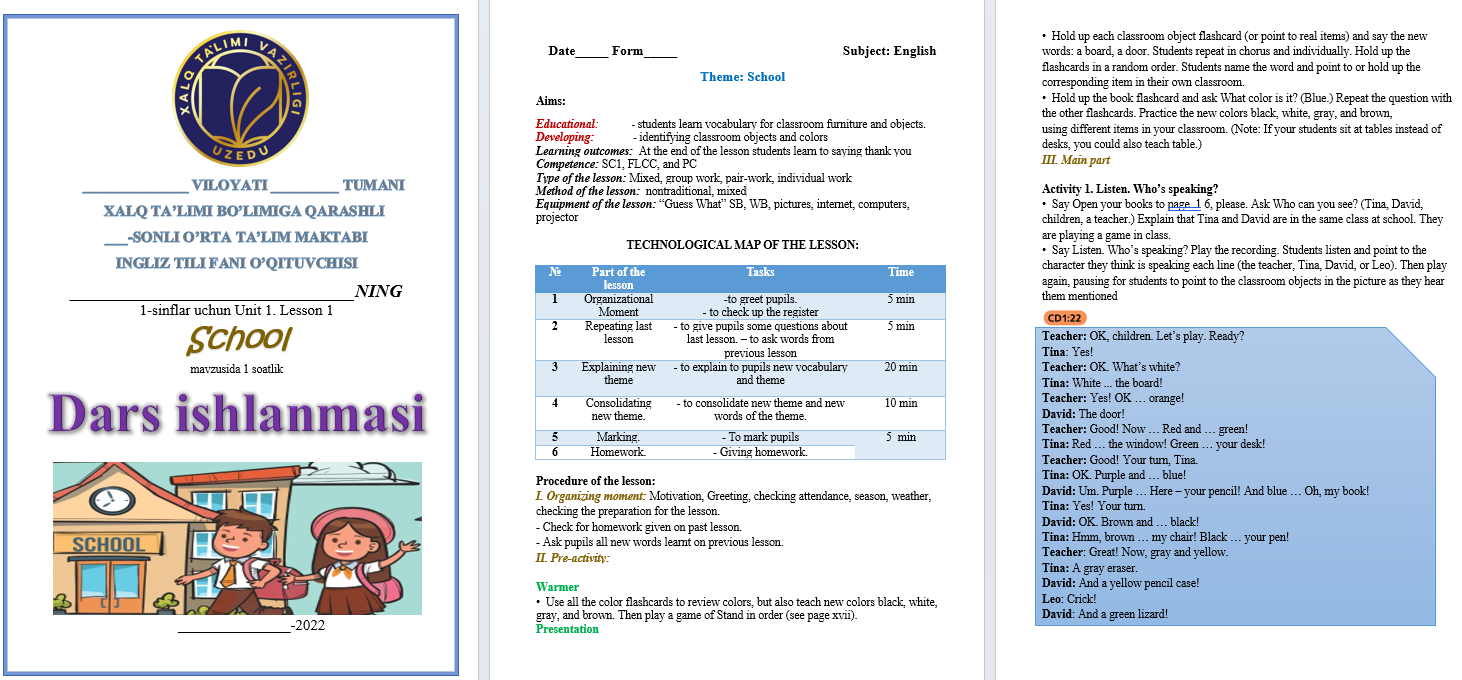 XALQ TA'LIMI VAZIRLIGI
UZEDU
_______________ VILOYATI __________ TUMANI
XALQ TA’LIMI BO’LIMIGA QARASHLI
___-SONLI O’RTA TA’LIM MAKTABI
INGLIZ TILI FANI O’QITUVCHISI
___________________________________NING
1-sinflar uchun Unit 1. Lesson 1
School
mavzusida 1 soatlik
Dars ishlanmasi
SCHOOL
_______________-2022
Date_____ Form_____ Subject: English
Theme: School
Aims:
Educational: - students learn vocabulary for classroom furniture and objects.
Developing: - identifying classroom objects and colors
Learning outcomes: At the end of the lesson students learn to saying thank you
Competence: SC1, FLCC, and PC
Type of the lesson: Mixed, group work, pair-work, individual work
Method of the lesson: nontraditional, mixed
Equipment of the lesson: “Guess What” SB, WB, pictures, internet, computers,
projector
TECHNOLOGICAL MAP OF THE LESSON:
№ Part of the lesson Tasks Time
1 Organizational Moment -to greet pupils. - to check up the register 5 min
2 Repeating last lesson - to give pupils some questions about last lesson. – to ask words from previous lesson 5 min
3 Explaining new theme - to explain to pupils new vocabulary and theme 20 min
4 Consolidating new theme. - to consolidate new theme and new words of the theme. 10 min
5 Marking. - To mark pupils 5 min
6 Homework. - Giving homework.
Procedure of the lesson:
I. Organizing moment: Motivation, Greeting, checking attendance, season, weather,
checking the preparation for the lesson.
- Check for homework given on past lesson.
- Ask pupils all new words learnt on previous lesson.
II. Pre-activity:
Warmer
• Use all the color flashcards to review colors, but also teach new colors black, white,
gray, and brown. Then play a game of Stand in order (see page xvii).
Presentation
• Hold up each classroom object flashcard (or point to real items) and say the new
words: a board, a door. Students repeat in chorus and individually. Hold up the
flashcards in a random order. Students name the word and point to or hold up the
corresponding item in their own classroom.
• Hold up the book flashcard and ask What color is it? (Blue.) Repeat the question with
the other flashcards. Practice the new colors black, white, gray, and brown,
using different items in your classroom. (Note: If your students sit at tables instead of
desks, you could also teach table.)
III. Main part
Activity 1. Listen. Who’s speaking?
• Say Open your books to page 1 6, please. Ask Who can you see? (Tina, David,
children, a teacher.) Explain that Tina and David are in the same class at school. They
are playing a game in class.
• Say Listen. Who’s speaking? Play the recording. Students listen and point to the
character they think is speaking each line (the teacher, Tina, David, or Leo). Then play
again, pausing for students to point to the classroom objects in the picture as they hear
them mentioned
CD1:22
Teacher: OK, children. Let’s play. Ready?
Tina: Yes!
Teacher: OK. What’s white?
Tina: White ... the board!
Teacher: Yes! OK … orange!
David: The door!
Teacher: Good! Now … Red and … green!
Tina: Red … the window! Green … your desk!
Teacher: Good! Your turn, Tina.
Tina: OK. Purple and … blue!
David: Um. Purple … Here – your pencil! And blue … Oh, my book!
Tina: Yes! Your turn.
David: OK. Brown and … black!
Tina: Hmm, brown … my chair! Black … your pen!
Teacher: Great! Now, gray and yellow.
Tina: A gray eraser.
David: And a yellow pencil case!
Leo: Crick!
David: And a green lizard!